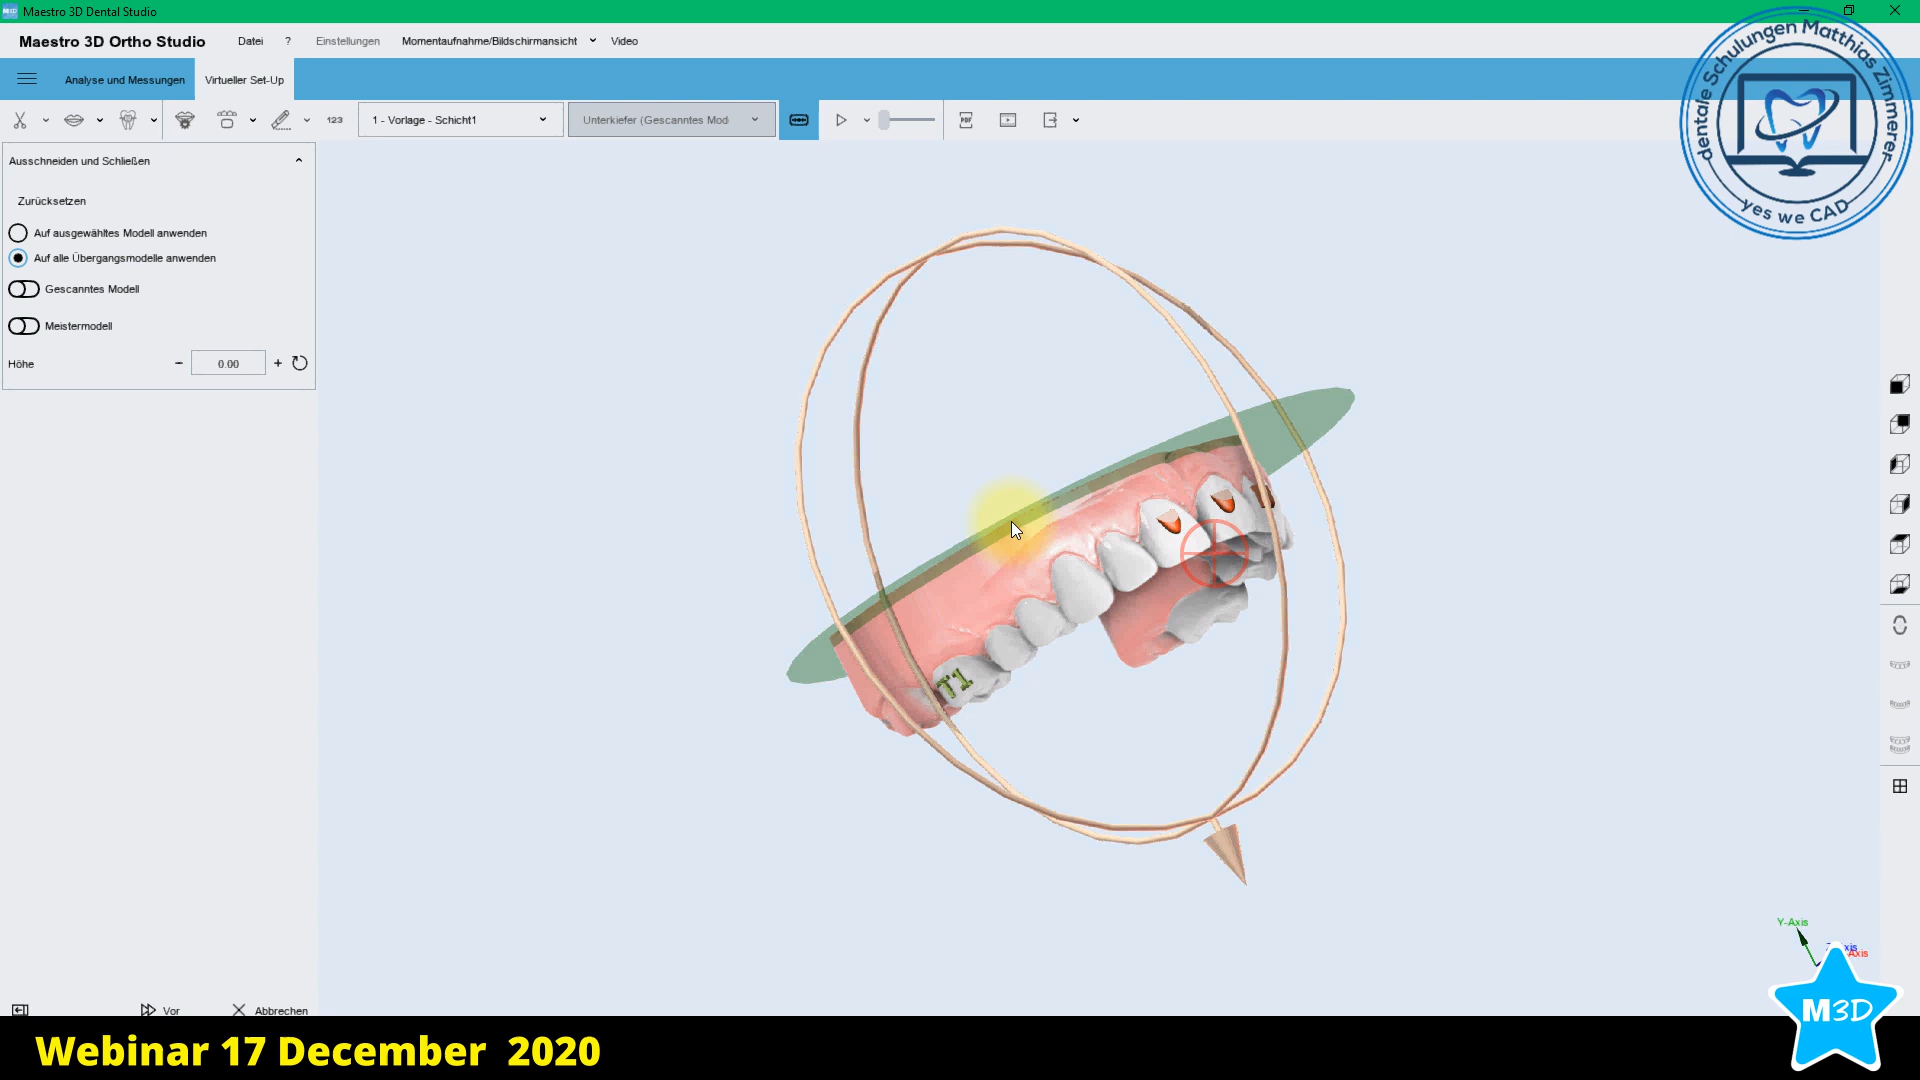 Maestro 3D Dental Studio
Maestro 3D Ortho Studio
Datei
?
Einstellungen
Momentaufnahme/Bildschirmansicht
Video
Analyse und Messungen
Virtueller Set-Up
123
1 - Vorlage - Schicht1
Unterkiefer (Gescanntes Mod
PDF
dentale Schulungen Matthias Zimmerer
yes we CAD
Ausschneiden und Schließen
Zurücksetzen
Auf ausgewähltes Modell anwenden
Auf alle Übergangsmodelle anwenden
Gescanntes Modell
Meistermodell
Höhe
- 0.00 +
T1
Y-Axis
xis
Axis
Vor
Abbrechen
M3D
Webinar 17 December 2020